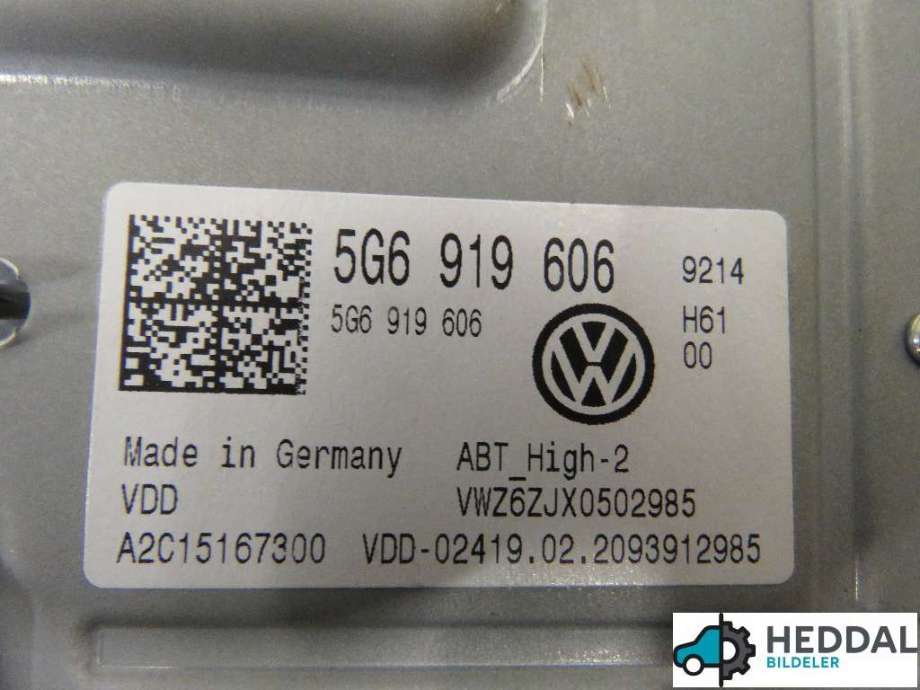 5G6 919 606 9214
5G6 919 606 H61
00
Made in Germany ABT_High-2
VDD VWZ6ZJX0502985
A2C15167300 VDD-02419.02.2093912985
HEDDAL
BILDELER